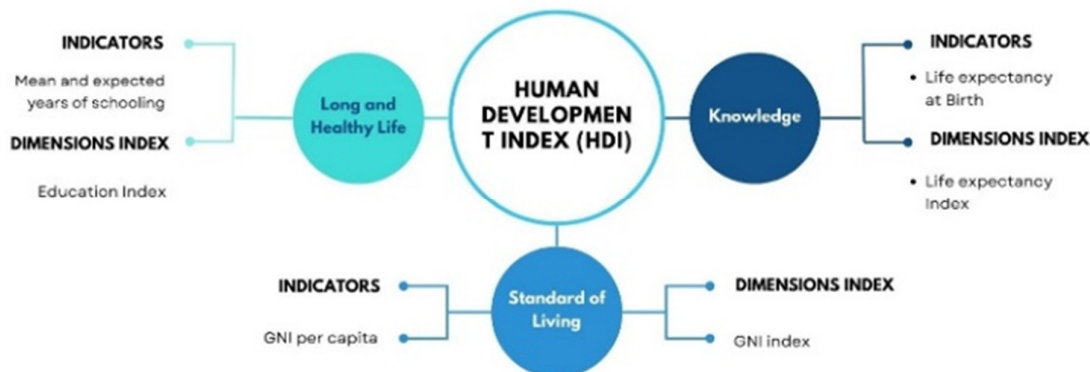 INDICATORS
Mean and expected
years of schooling
DIMENSIONS INDEX
Education Index
Long and
Healthy Life
HUMAN
DEVELOPMEN
T INDEX (HDI)
Knowledge
INDICATORS
• Life expectancy
at Birth
DIMENSIONS INDEX
• Life expectancy
Index
INDICATORS
GNI per capita
Standard of
Living
DIMENSIONS INDEX
GNI index